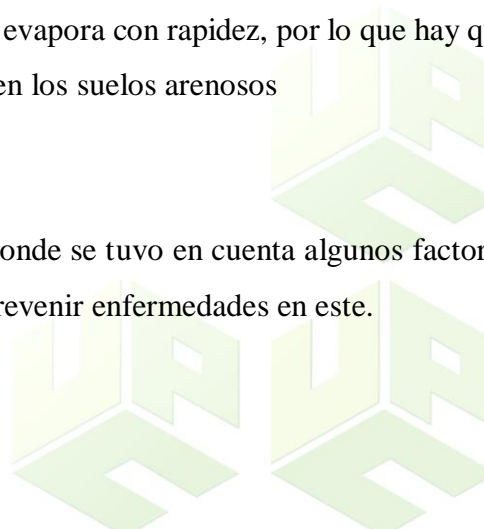 evapora con rapidez, por lo que hay q
en los suelos arenosos
onde se tuvo en cuenta algunos factor
revenir enfermedades en este.